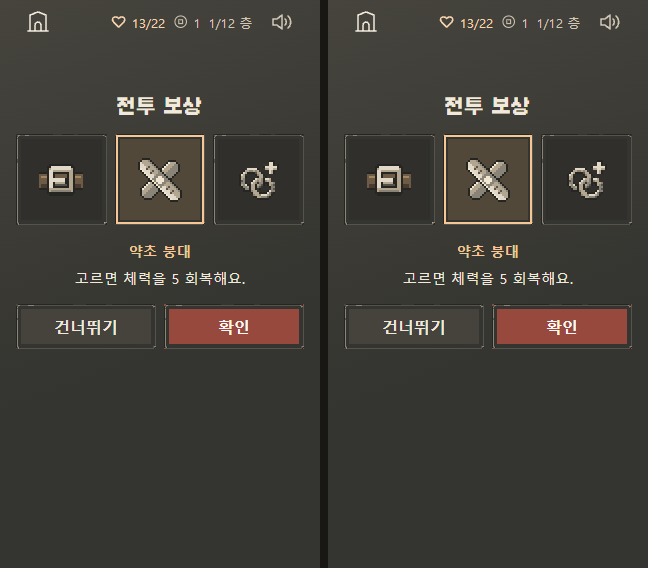 13/22 1 1/12 층
전투 보상
약초 붕대
고르면 체력을 5 회복해요.
건너뛰기 확인
13/22 1 1/12 층
전투 보상
약초 붕대
고르면 체력을 5 회복해요.
건너뛰기 확인